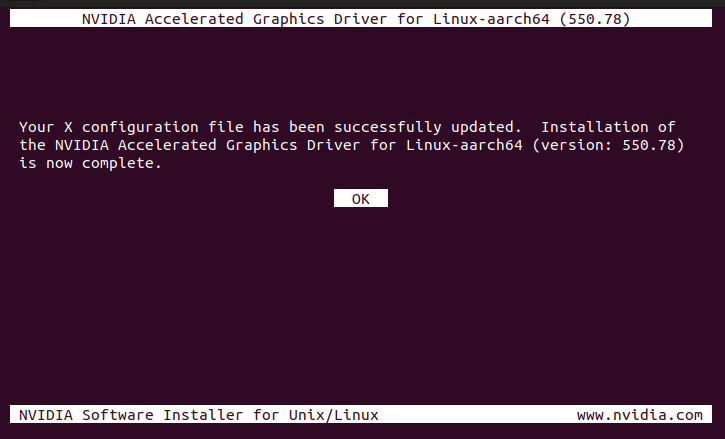 NVIDIA Accelerated Graphics Driver for Linux-aarch64 (550.78)
Your X configuration file has been successfully updated.  Installation of
the NVIDIA Accelerated Graphics Driver for Linux-aarch64 (version: 550.78)
is now complete.
OK
NVIDIA Software Installer for Unix/Linux www.nvidia.com